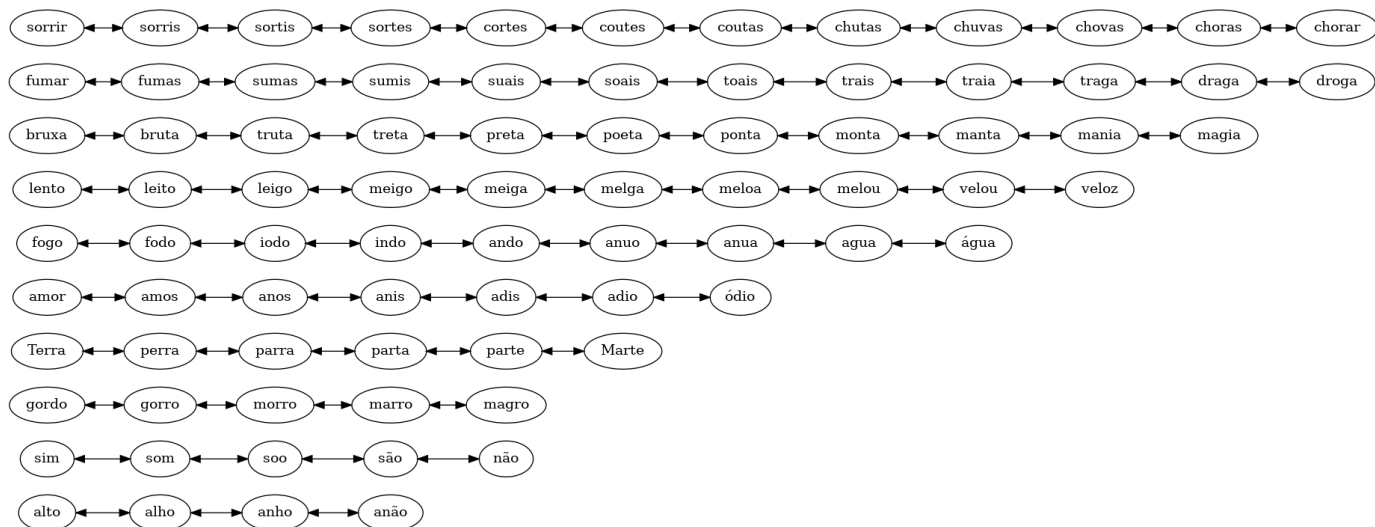 sorrir sorris sortis sortes cortes coutes coutas chutas chuvas chovas choras chorar
fumar fumas sumas sumis suais soais toais trais traia traga draga droga
bruxa bruta truta treta preta poeta ponta monta manta mania magia
lento leito leigo meigo meiga melga meloa melou velou veloz
fogo fodo iodo indo ando anuo anua agua água
amor amos anos anis adis adio ódio
Terra perra parra parta parte Marte
gordo gorro morro marro magro
sim som soo são não
alto alho anho anão